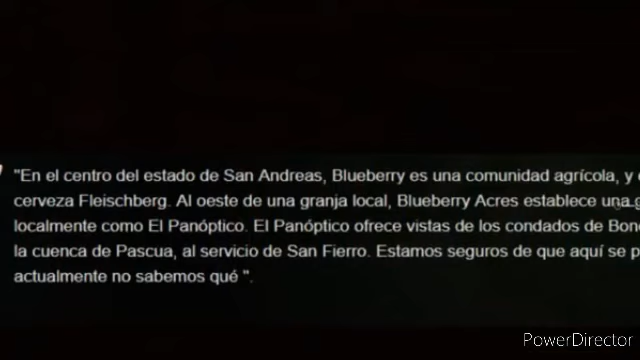 "En el centro del estado de San Andreas, Blueberry es una comunidad agrícola, y
cerveza Fleischberg. Al oeste de una granja local, Blueberry Acres establece una
localmente como El Panóptico. El Panóptico ofrece vistas de los condados de
la cuenca de Pascua, al servicio de San Fierro. Estamos seguros de que aquí se
actualmente no sabemos qué ".
PowerDirector